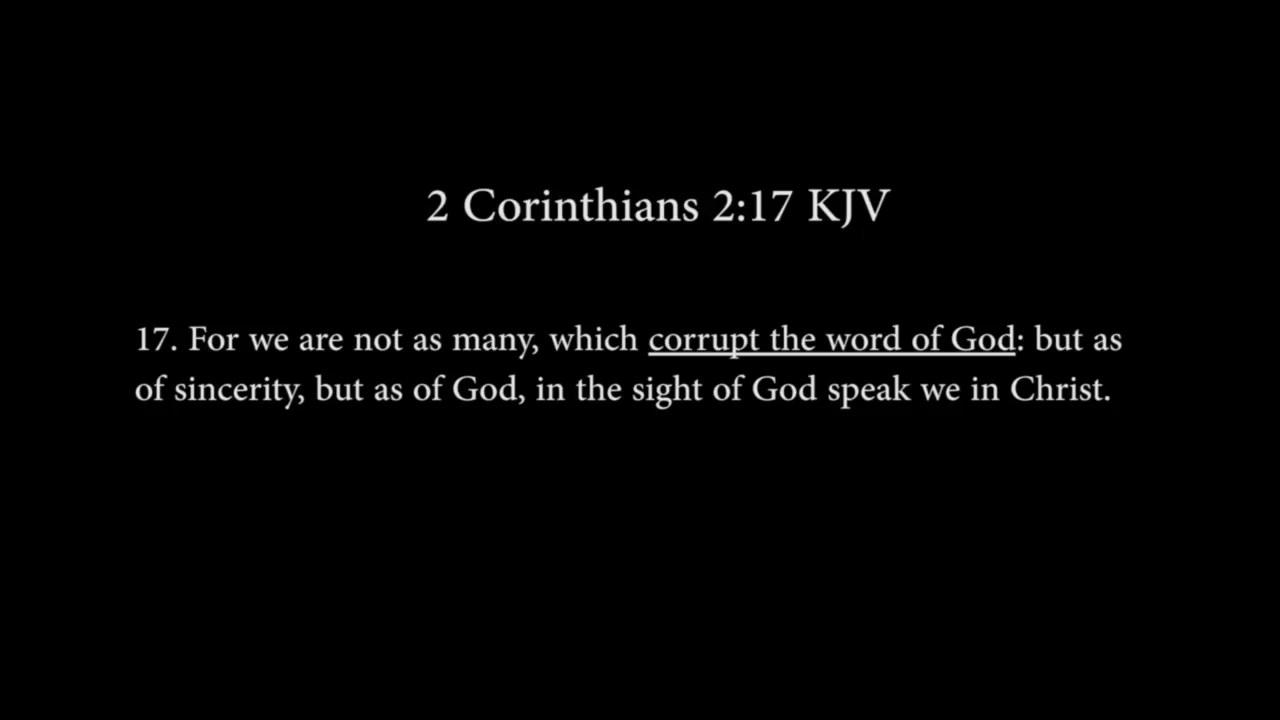 2 Corinthians 2:17 KJV
17. For we are not as many, which corrupt the word of God: but as
of sincerity, but as of God, in the sight of God speak we in Christ.